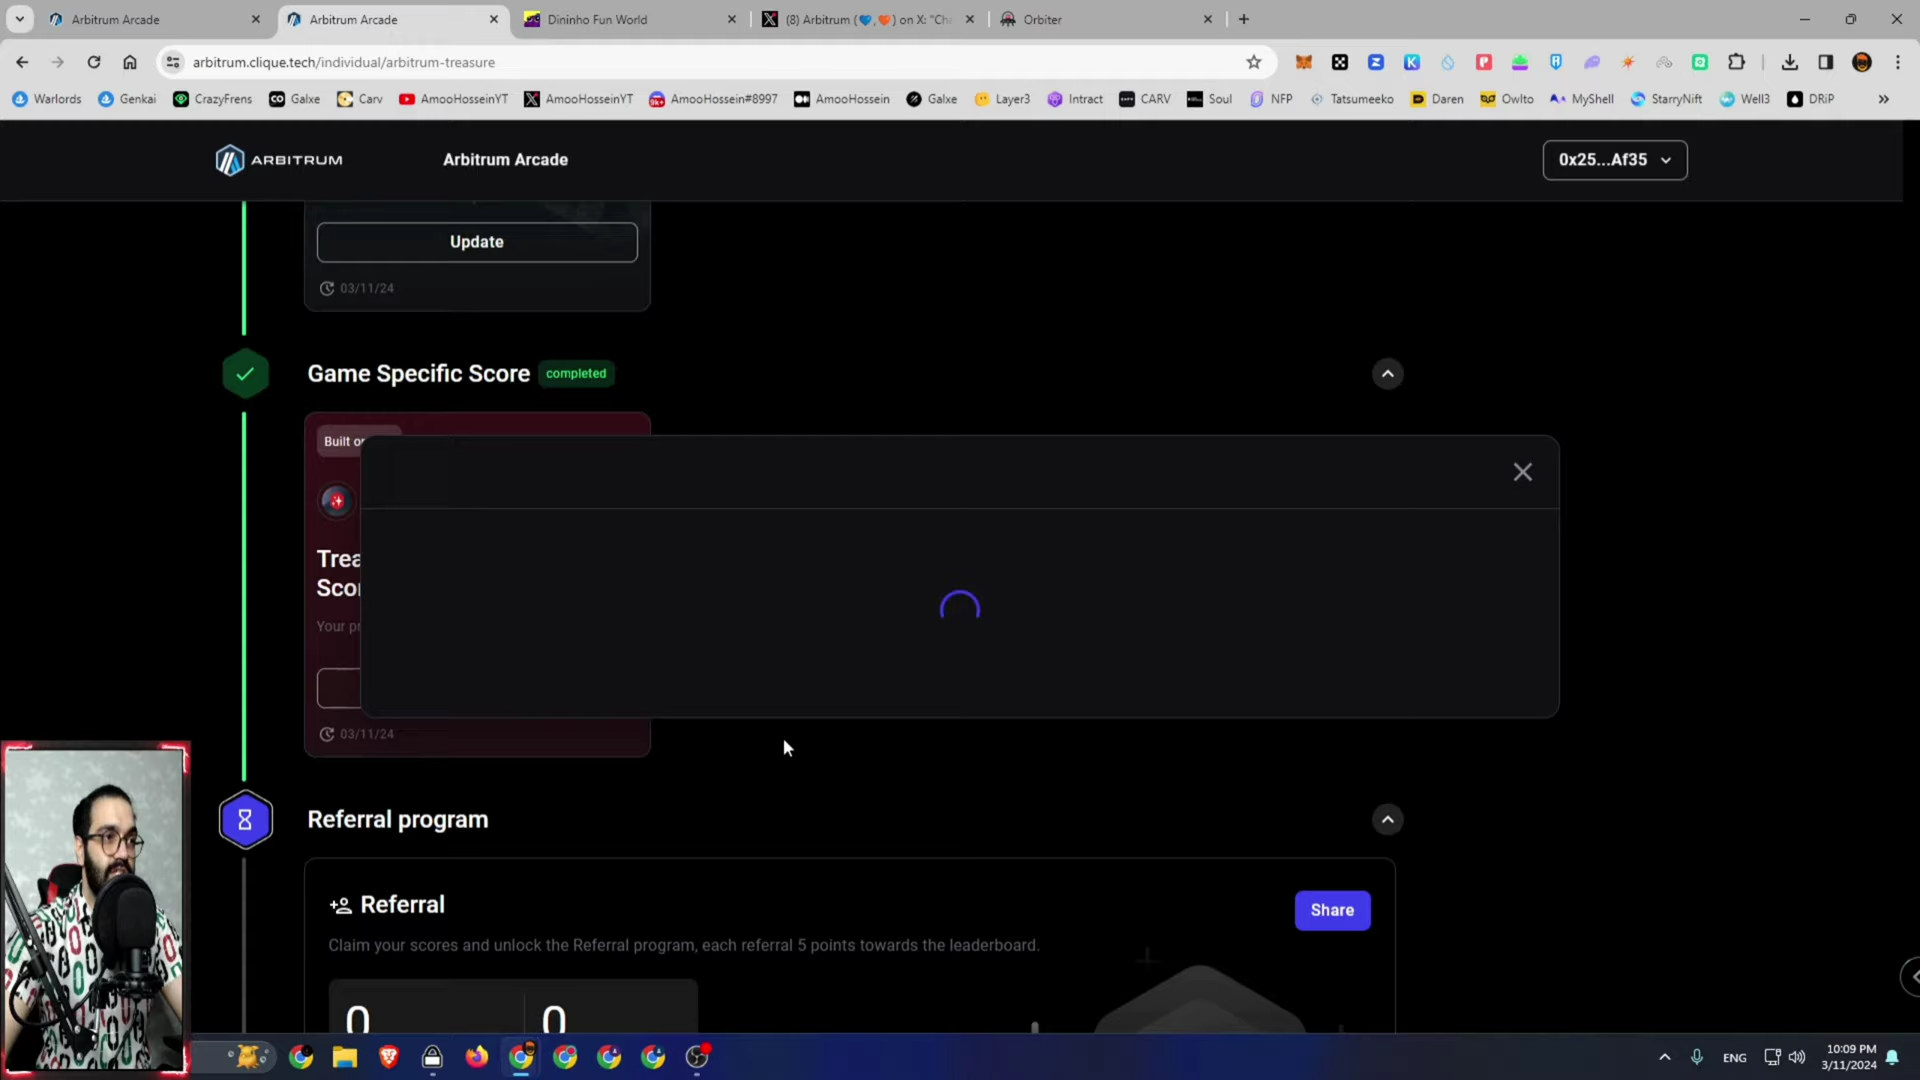 Arbitrum Arcade
Arbitrum Arcade
Dininho Fun World
(8) Arbitrum (💙,🧡) on X: "Cha
Orbiter
arbitrum.clique.tech/individual/arbitrum-treasure
Warlords
Genkai
CrazyFrens
Galxe
Carv
AmooHosseinYT
AmooHosseinYT
AmooHossein#8997
AmooHossein
Galxe
Layer3
Intract
CARV
Soul
NFP
Tatsumeeko
Daren
Owlto
MyShell
StarryNift
Well3
DRiP
ARBITRUM
Arbitrum Arcade
0x25...Af35
Update
03/11/24
Game Specific Score
completed
Built o
Trea
Scor
Your pr
03/11/24
Referral program
Referral
Share
Claim your scores and unlock the Referral program, each referral 5 points towards the leaderboard.
0
0
ENG
10:09 PM
3/11/2024